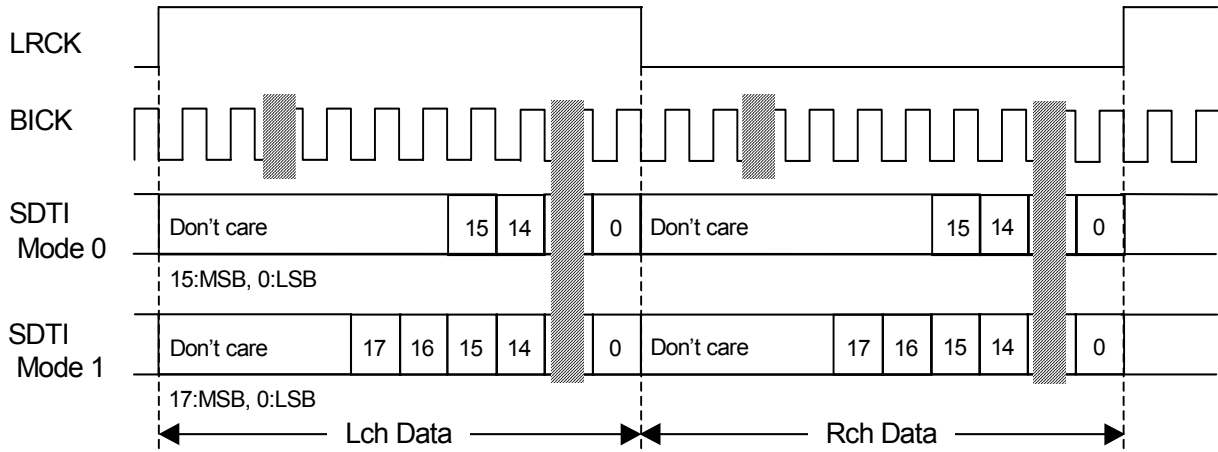 LRCK
BICK
SDTI
Mode 0
Don't care 15 14 0 Don't care 15 14 0
15:MSB, 0:LSB
SDTI
Mode 1
Don't care 17 16 15 14 0 Don't care 17 16 15 14 0
17:MSB, 0:LSB
Lch Data Rch Data